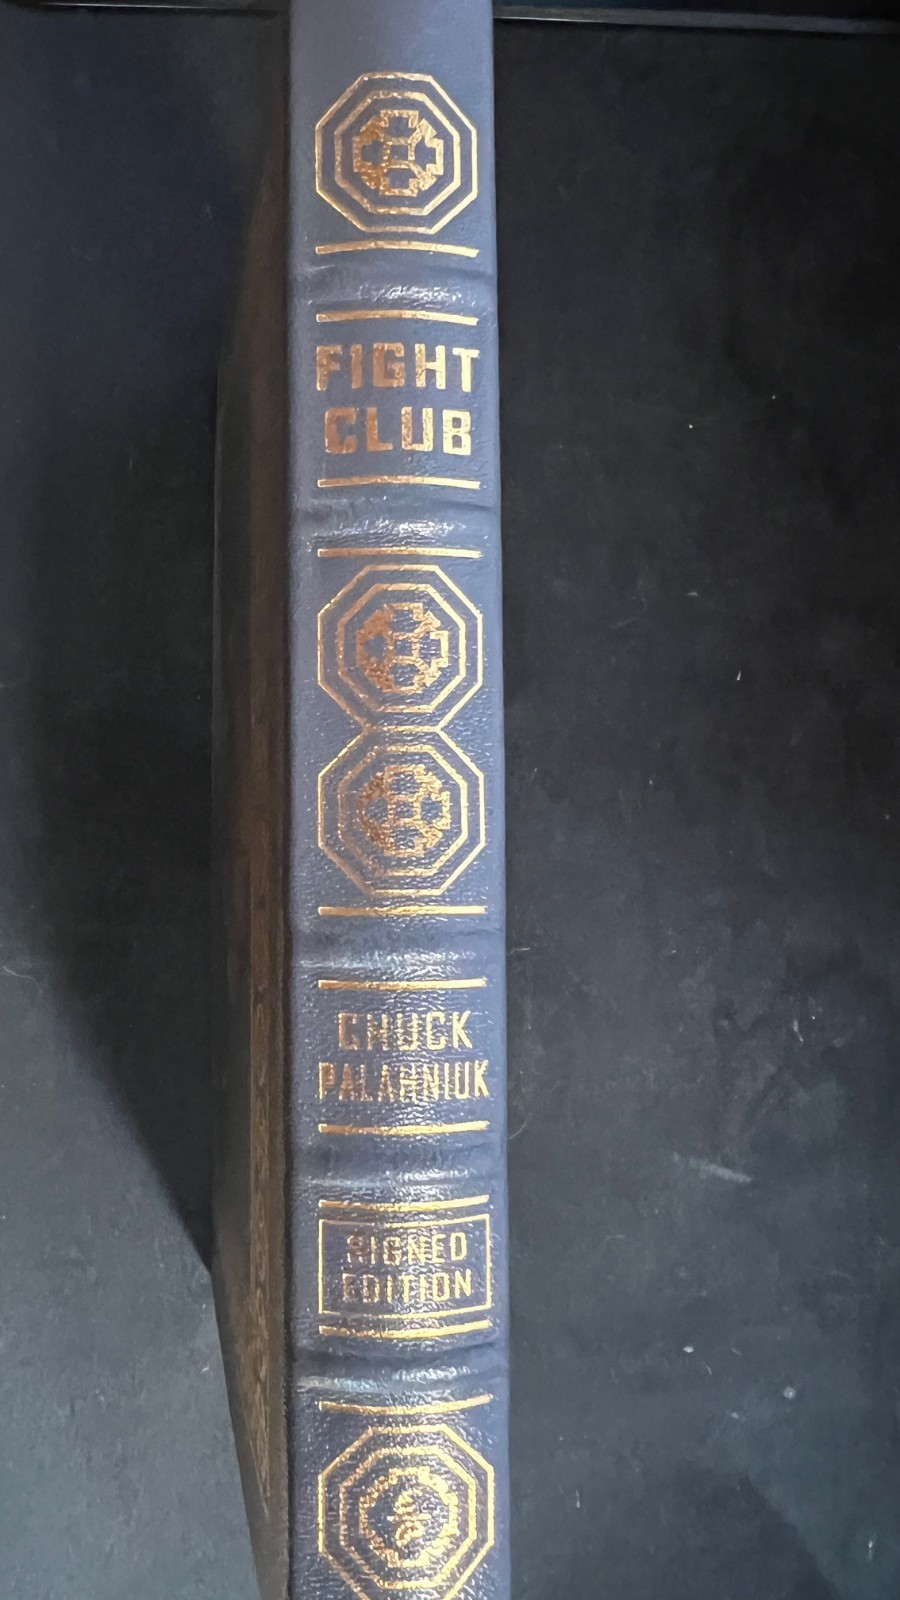 FIGHT
CLUB
CHUCK
PALAHNIUK
SIGNED
EDITION